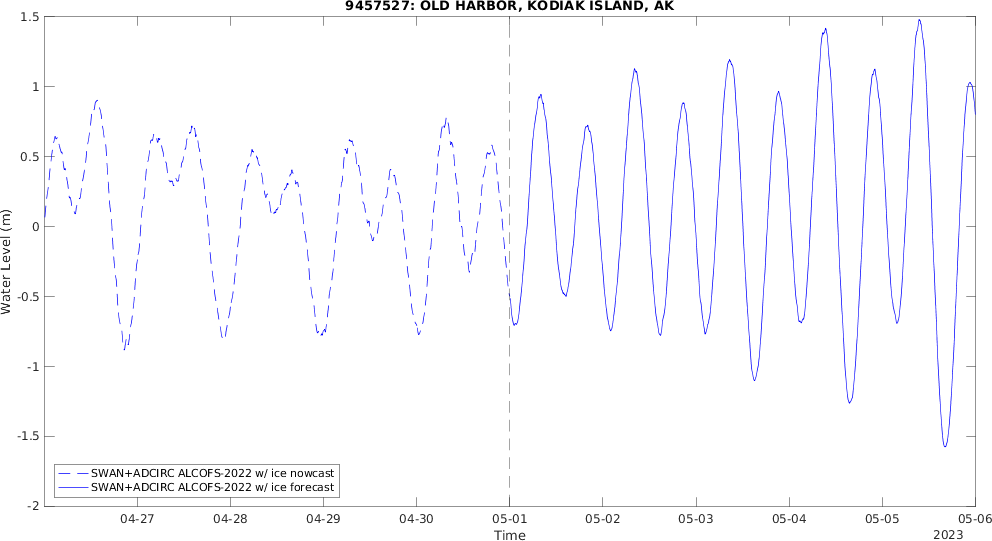 9457527: OLD HARBOR, KODIAK ISLAND, AK
1.5
1
0.5
0
-0.5
-1
-1.5
-2
Water Level (m)
SWAN+ADCIRC ALCOFS-2022 w/ ice nowcast
SWAN+ADCIRC ALCOFS-2022 w/ ice forecast
04-27 04-28 04-29 04-30 05-01 05-02 05-03 05-04 05-05 05-06
Time
2023